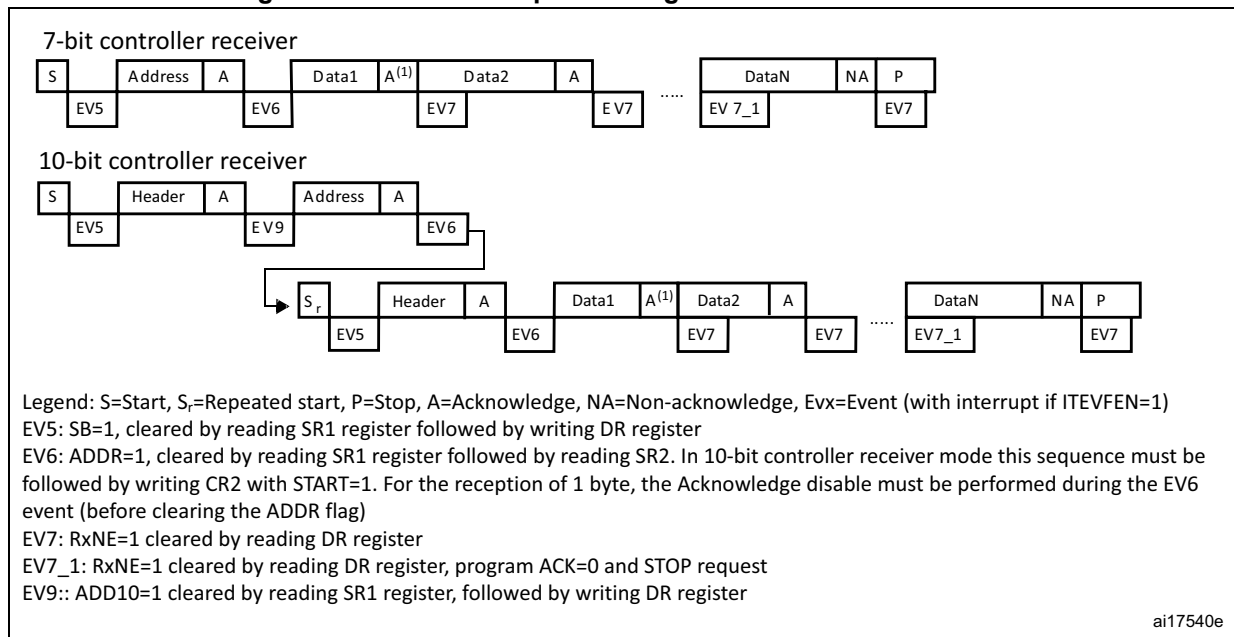 7-bit controller receiver
S Address A Data1 A(1) Data2 A ..... DataN NA P
EV5 EV6 EV7 EV7 EV 7_1 EV7
10-bit controller receiver
S Header A Address A
EV5 EV9 EV6
Sr Header A Data1 A(1) Data2 A ..... DataN NA P
EV5 EV6 EV7 EV7 EV7_1 EV7
Legend: S=Start, Sr=Repeated start, P=Stop, A=Acknowledge, NA=Non-acknowledge, Evx=Event (with interrupt if ITEVFEN=1)
EV5: SB=1, cleared by reading SR1 register followed by writing DR register
EV6: ADDR=1, cleared by reading SR1 register followed by reading SR2. In 10-bit controller receiver mode this sequence must be
followed by writing CR2 with START=1. For the reception of 1 byte, the Acknowledge disable must be performed during the EV6
event (before clearing the ADDR flag)
EV7: RxNE=1 cleared by reading DR register
EV7_1: RxNE=1 cleared by reading DR register, program ACK=0 and STOP request
EV9:: ADD10=1 cleared by reading SR1 register, followed by writing DR register
ai17540e